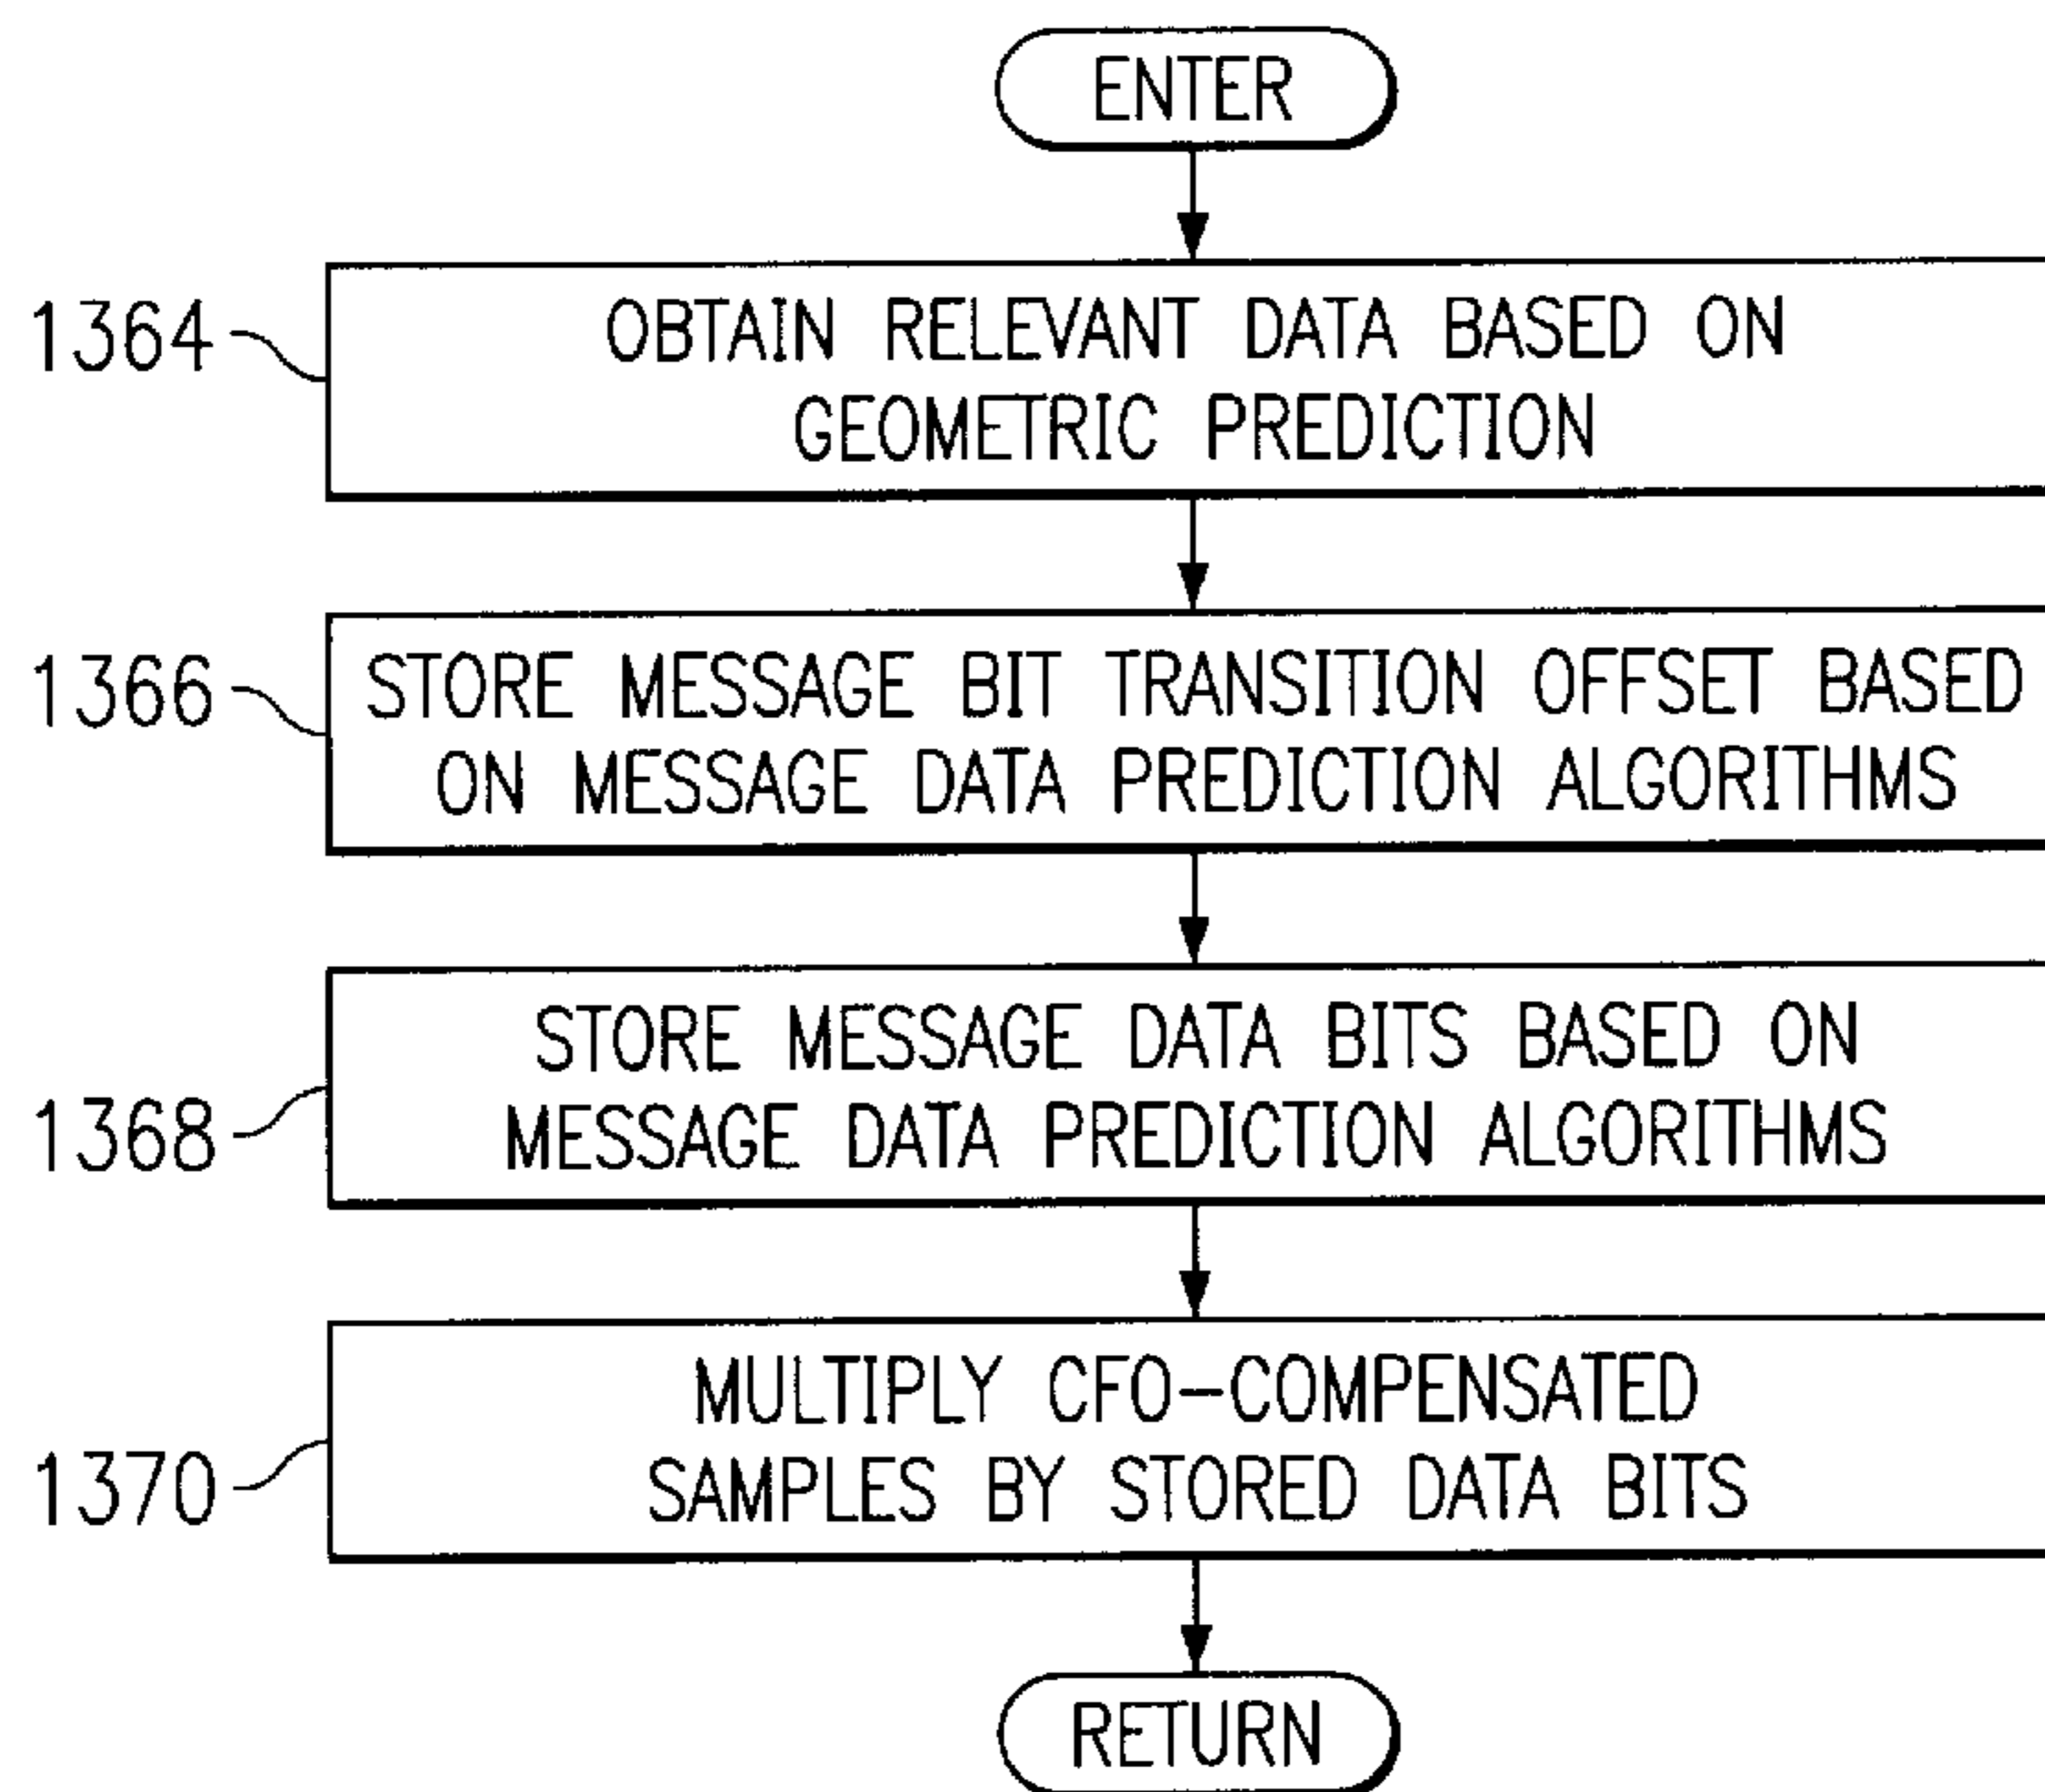 ENTER
1364
OBTAIN RELEVANT DATA BASED ON
GEOMETRIC PREDICTION
1366
STORE MESSAGE BIT TRANSITION OFFSET BASED
ON MESSAGE DATA PREDICTION ALGORITHMS
STORE MESSAGE DATA BITS BASED ON
1368
MESSAGE DATA PREDICTION ALGORITHMS
MULTIPLY CFO-COMPENSATED
1370
SAMPLES BY STORED DATA BITS
RETURN